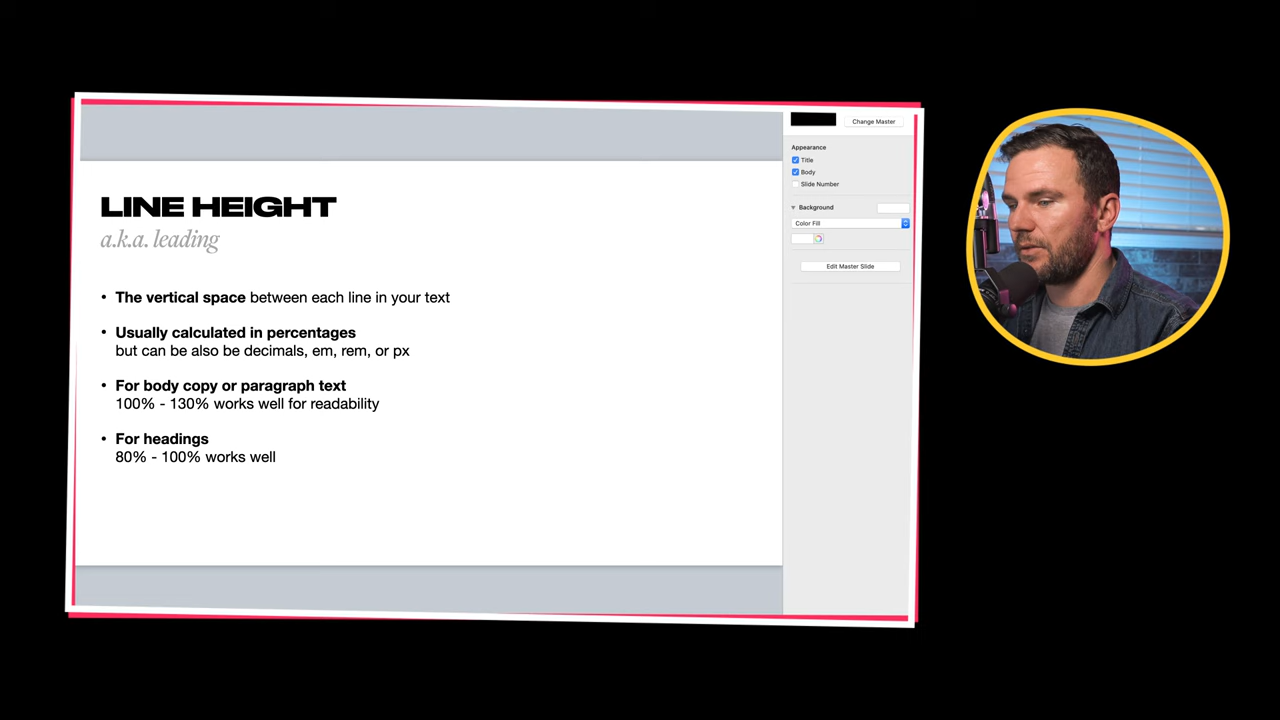 LINE HEIGHT
a.k.a. leading
• The vertical space between each line in your text
• Usually calculated in percentages
but can be also be decimals, em, rem, or px
• For body copy or paragraph text
100% - 130% works well for readability
• For headings
80% - 100% works well
Change Master
Appearance
Title
Body
Slide Number
Background
Color Fill
Edit Master Slide